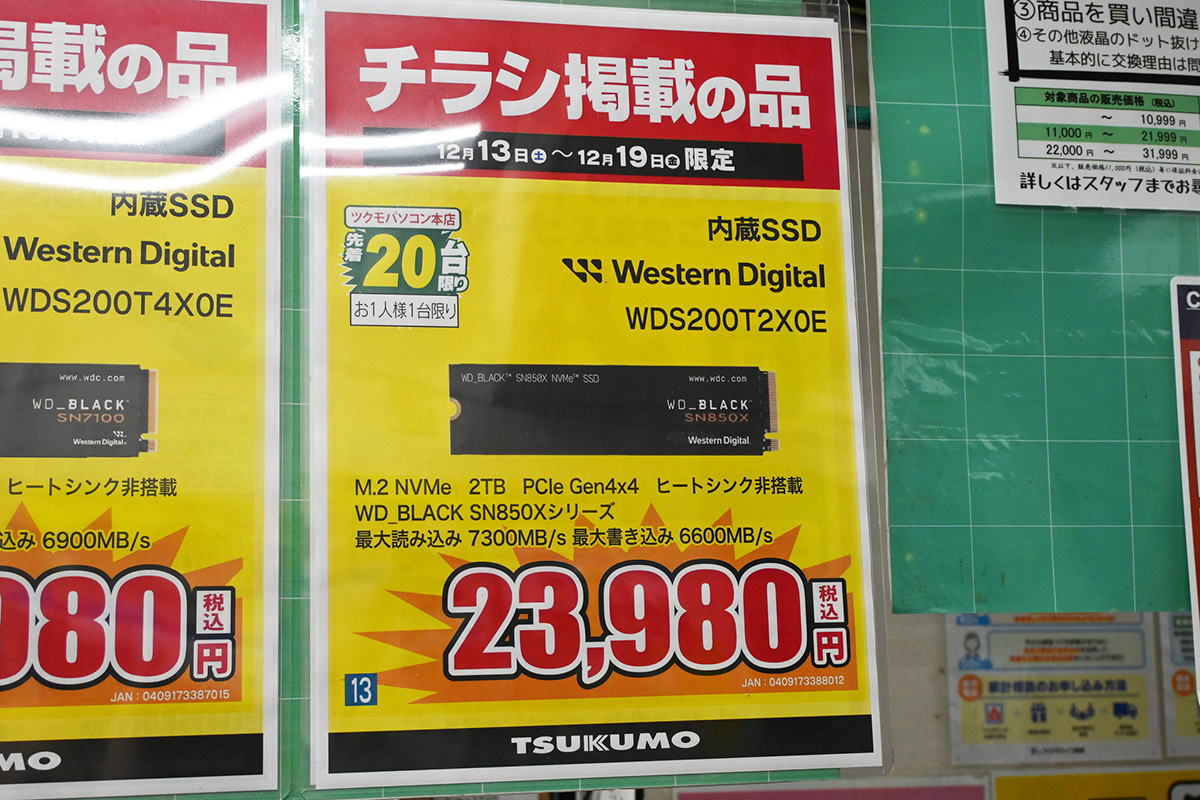 掲載の品
内蔵SSD
Western Digital
WDS200T4X0E
www.wdc.com
WD_BLACK™
SN7100
Western Digital.
ヒートシンク非搭載
込み 6900MB/s
980
税込
円
JAN : 0409173387015
MO
チラシ掲載の品
12月13日土～12月19日金限定
ツクモパソコン本店
先着
20台限り
お1人様1台限り
内蔵SSD
Western Digital
WDS200T2X0E
WD_BLACK™ SN850X NVMe™ SSD
www.wdc.com
WD_BLACK™
SN850X
Western Digital.
M.2 NVMe 2TB PCIe Gen4x4 ヒートシンク非搭載
WD_BLACK SN850Xシリーズ
最大読み込み 7300MB/s 最大書き込み 6600MB/s
23,980
税込
円
JAN : 0409173388012
13
TSUKUMO
③商品を買い間違
④その他液晶のドット抜け
基本的に交換理由は問
対象商品の販売価格（税込）
～ 10,999 円
11,000 円 ～ 21,999 円
22,000 円 ～ 31,999 円
詳しくはスタッフまでお尋
C